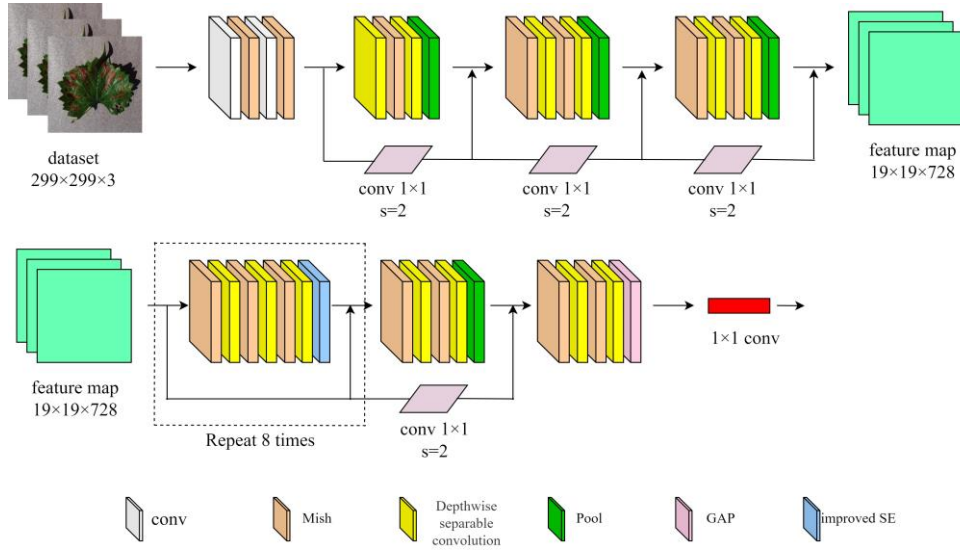 dataset
299×299×3
conv 1×1
s=2
conv 1×1
s=2
conv 1×1
s=2
feature map
19×19×728
feature map
19×19×728
Repeat 8 times
conv 1×1
s=2
1×1 conv
conv
Mish
Depthwise
separable
convolution
Pool
GAP
improved SE